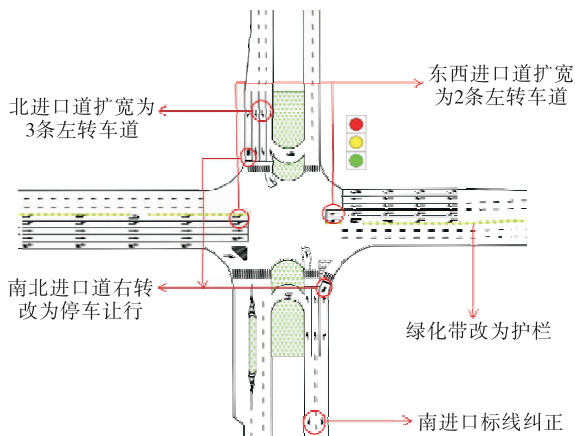 东西进口道扩宽
为2条左转车道
北进口道扩宽为
3条左转车道
南北进口道右转
改为停车让行
绿化带改为护栏
南进口标线纠正